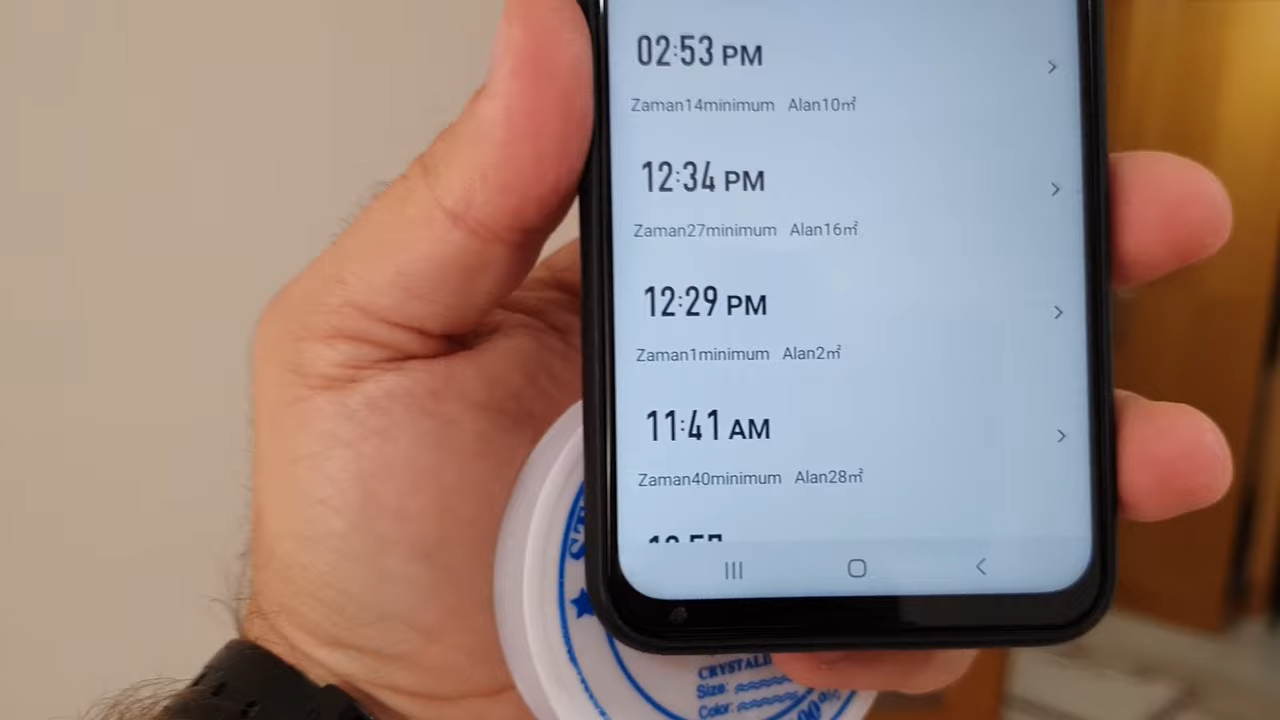 02:53 PM
Zaman14minimum Alan10㎡
12:34 PM
Zaman27minimum Alan16㎡
12:29 PM
Zaman1minimum Alan2㎡
11:41 AM
Zaman40minimum Alan28㎡
Size:
Color: